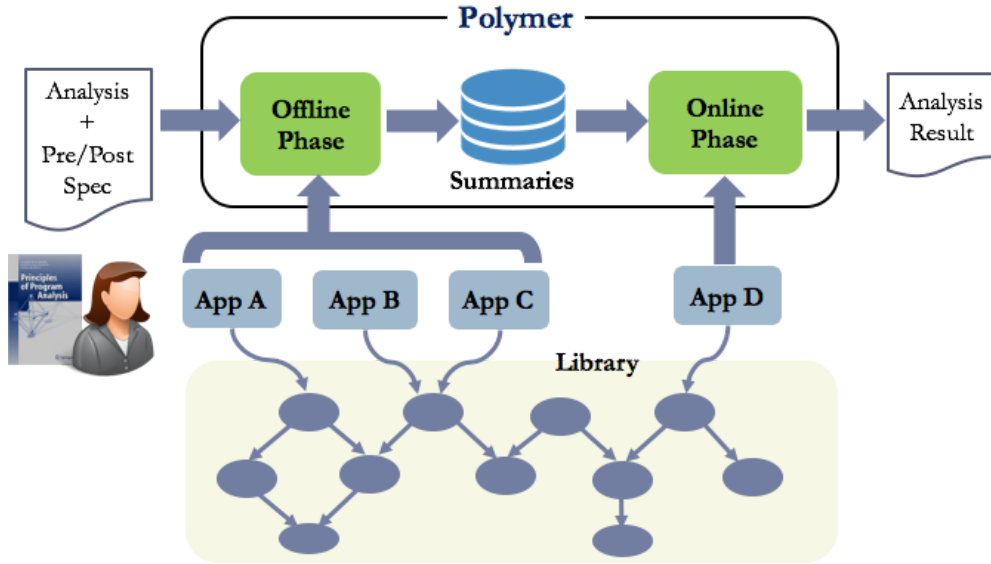 Polymer
Analysis
+
Pre/Post
Spec
Offline
Phase
Summaries
Online
Phase
Analysis
Result
Principles
of Program
Analysis
App A
App B
App C
App D
Library